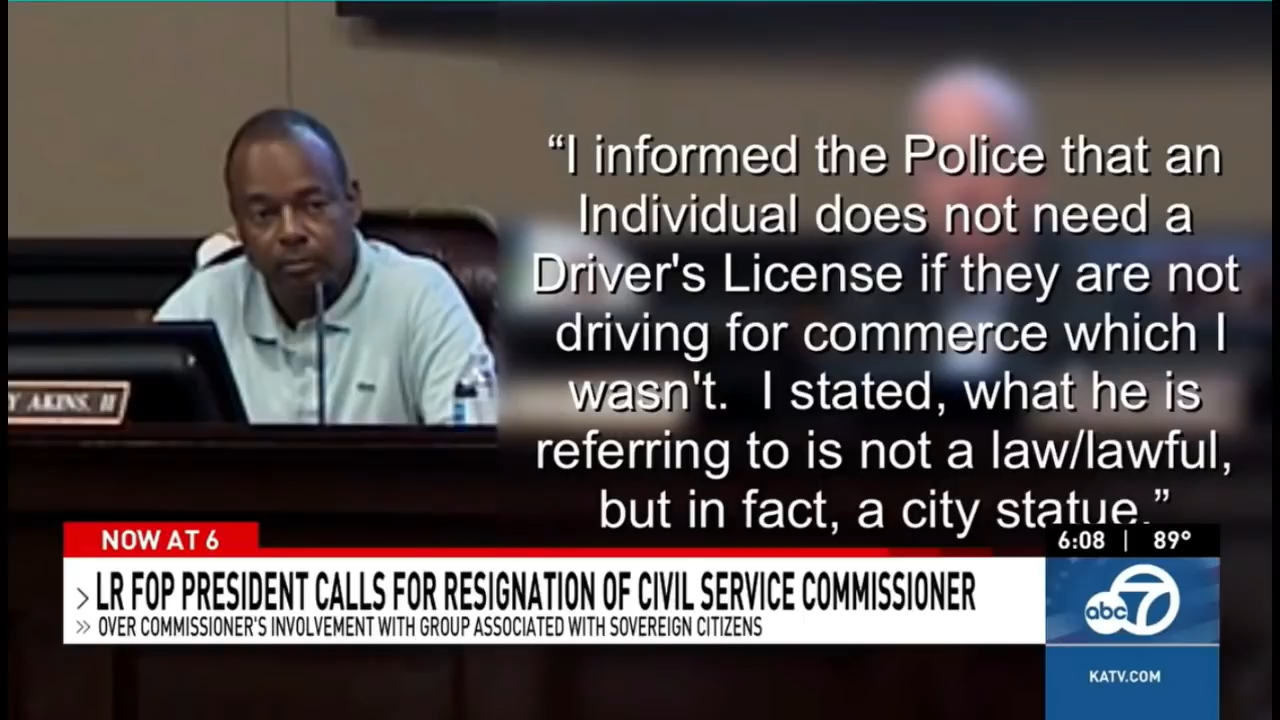 “I informed the Police that an
Individual does not need a
Driver's License if they are not
driving for commerce which I
wasn't. I stated, what he is
referring to is not a law/lawful,
but in fact, a city statue.”
Y AKINS, II
NOW AT 6
6:08 | 89°
LR FOP PRESIDENT CALLS FOR RESIGNATION OF CIVIL SERVICE COMMISSIONER
OVER COMMISSIONER'S INVOLVEMENT WITH GROUP ASSOCIATED WITH SOVEREIGN CITIZENS
abc 7
KATV.COM